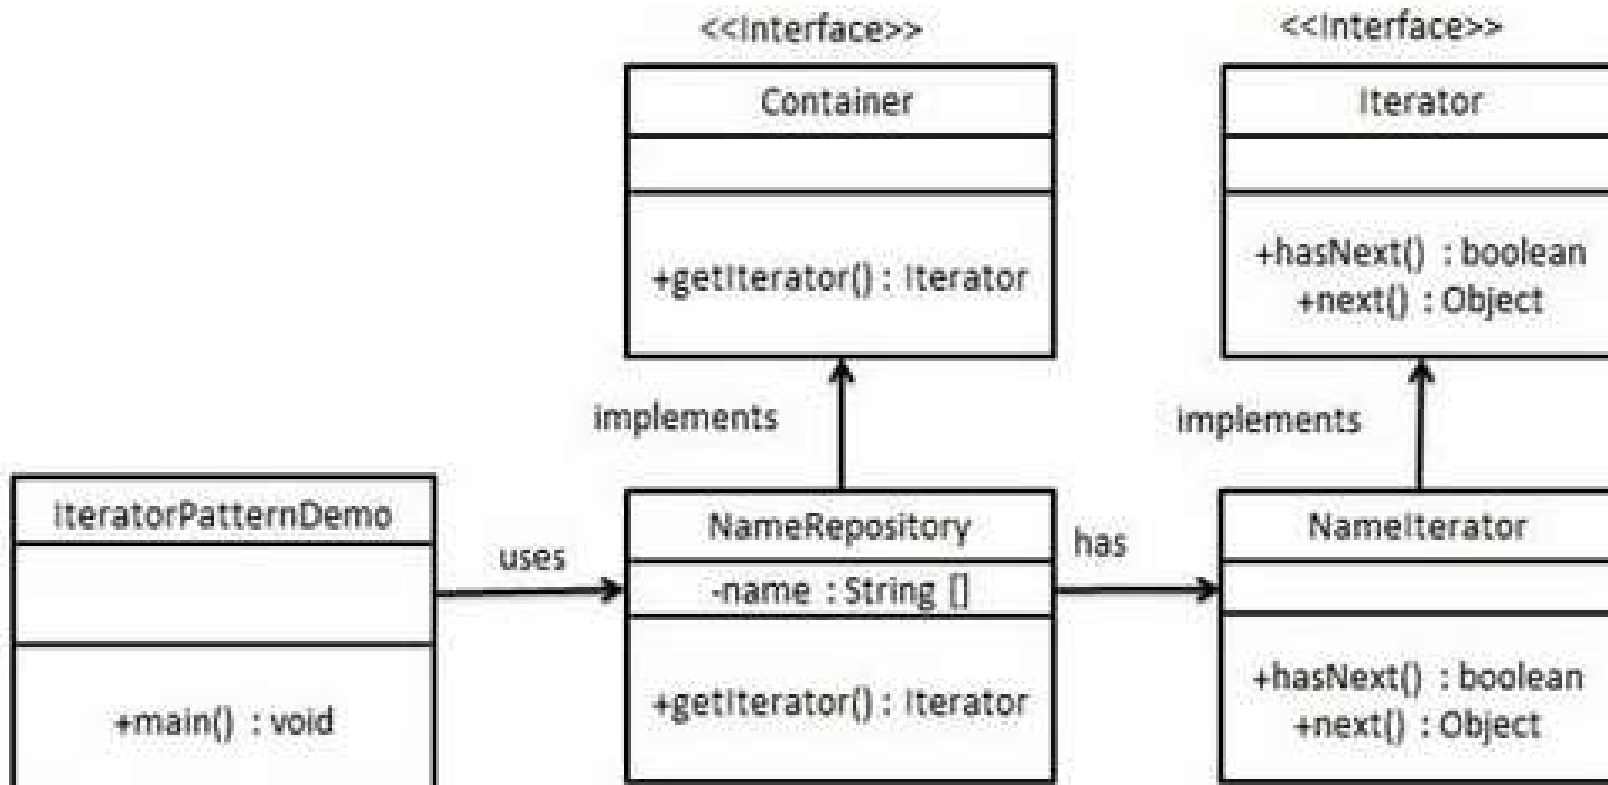 <<Interface>>
Container
+getIterator() : Iterator
<<Interface>>
Iterator
+hasNext() : boolean
+next() : Object
implements
implements
IteratorPatternDemo
+main() : void
uses
NameRepository
-name : String []
+getIterator() : Iterator
has
NameIterator
+hasNext() : boolean
+next() : Object